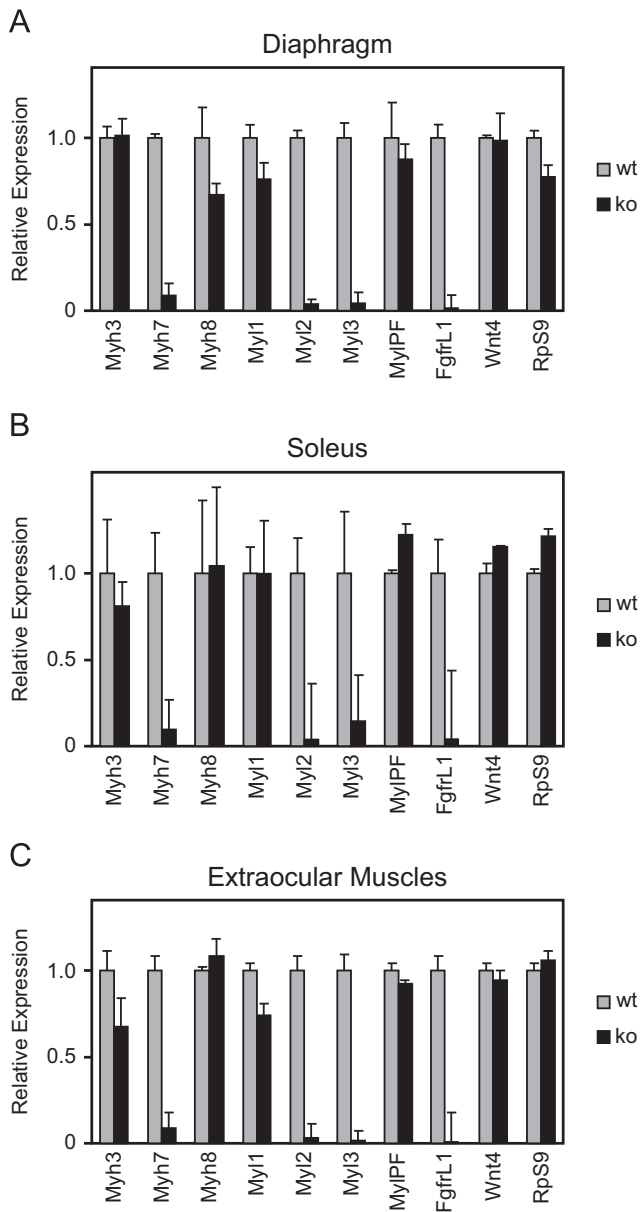 A
Diaphragm
Relative Expression
1.0
0.5
0
Myh3 Myh7 Myh8 Myl1 Myl2 Myl3 MylPF FgfrL1 Wnt4 RpS9
wt
ko
B
Soleus
Relative Expression
1.0
0.5
0
Myh3 Myh7 Myh8 Myl1 Myl2 Myl3 MylPF FgfrL1 Wnt4 RpS9
wt
ko
C
Extraocular Muscles
Relative Expression
1.0
0.5
0
Myh3 Myh7 Myh8 Myl1 Myl2 Myl3 MylPF FgfrL1 Wnt4 RpS9
wt
ko